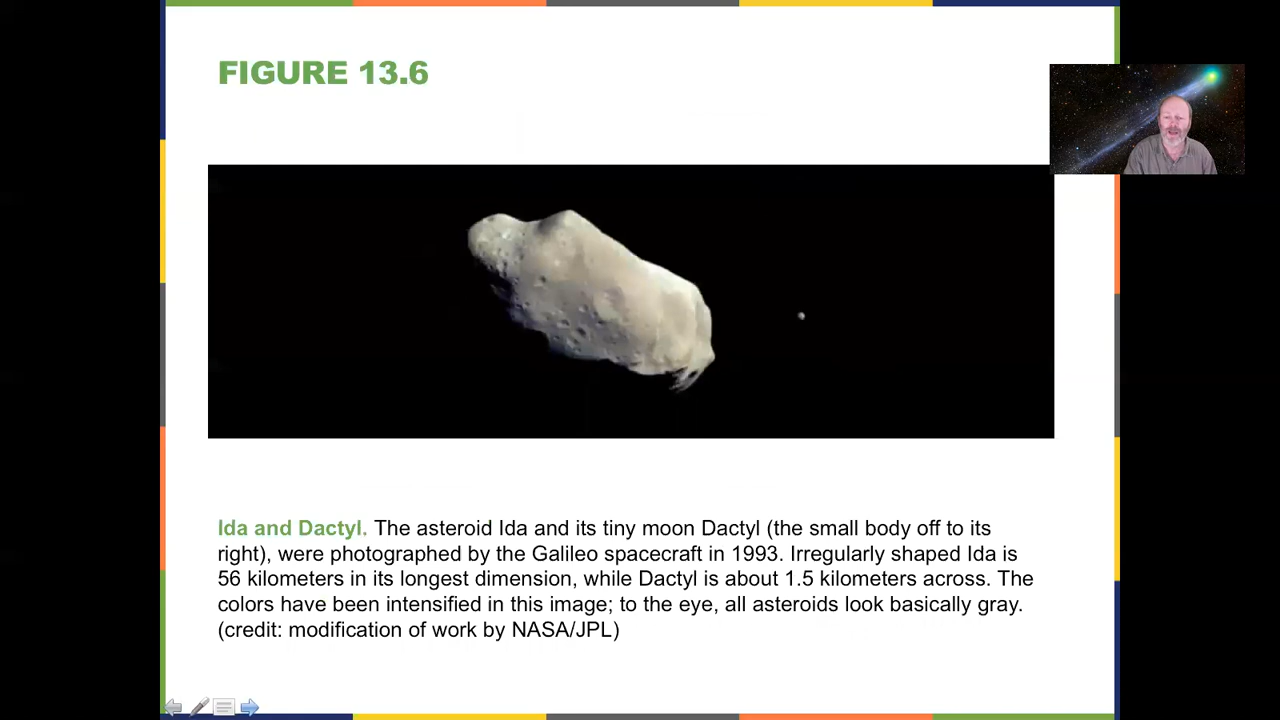 FIGURE 13.6
Ida and Dactyl. The asteroid Ida and its tiny moon Dactyl (the small body off to its
right), were photographed by the Galileo spacecraft in 1993. Irregularly shaped Ida is
56 kilometers in its longest dimension, while Dactyl is about 1.5 kilometers across. The
colors have been intensified in this image; to the eye, all asteroids look basically gray.
(credit: modification of work by NASA/JPL)